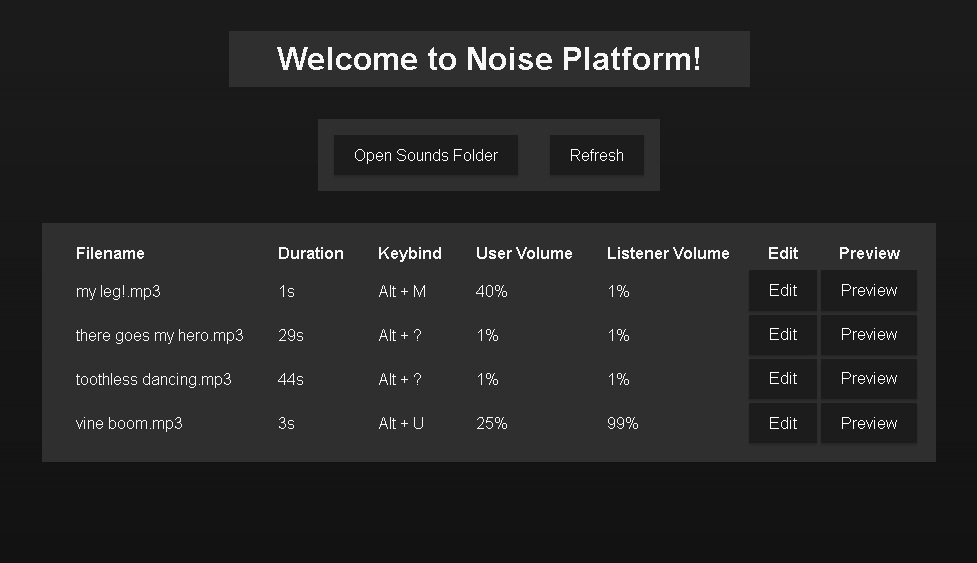 Welcome to Noise Platform!
Open Sounds Folder Refresh
Filename Duration Keybind User Volume Listener Volume Edit Preview
my leg!.mp3 1s Alt + M 40% 1% Edit Preview
there goes my hero.mp3 29s Alt + ? 1% 1% Edit Preview
toothless dancing.mp3 44s Alt + ? 1% 1% Edit Preview
vine boom.mp3 3s Alt + U 25% 99% Edit Preview